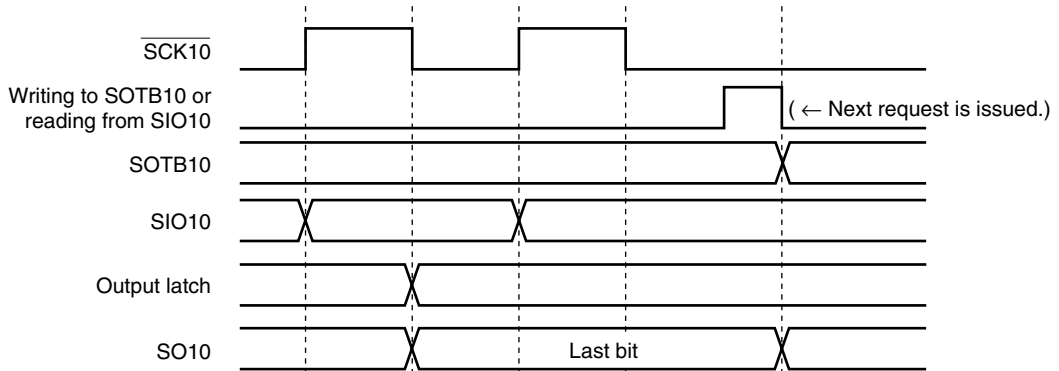 SCK10
Writing to SOTB10 or
reading from SIO10
( ← Next request is issued.)
SOTB10
SIO10
Output latch
SO10
Last bit